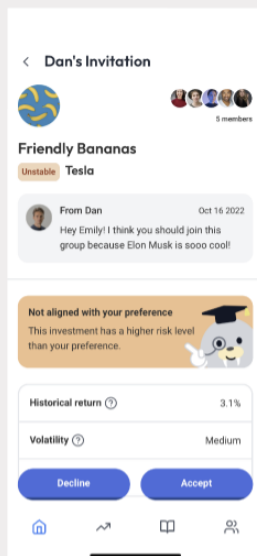 Dan's Invitation
5 members
Friendly Bananas
Unstable Tesla
From Dan Oct 16 2022
Hey Emily! I think you should join this
group because Elon Musk is sooo cool!
Not aligned with your preference
This investment has a higher risk level
than your preference.
Historical return ? 3.1%
Volatility ? Medium
Decline Accept